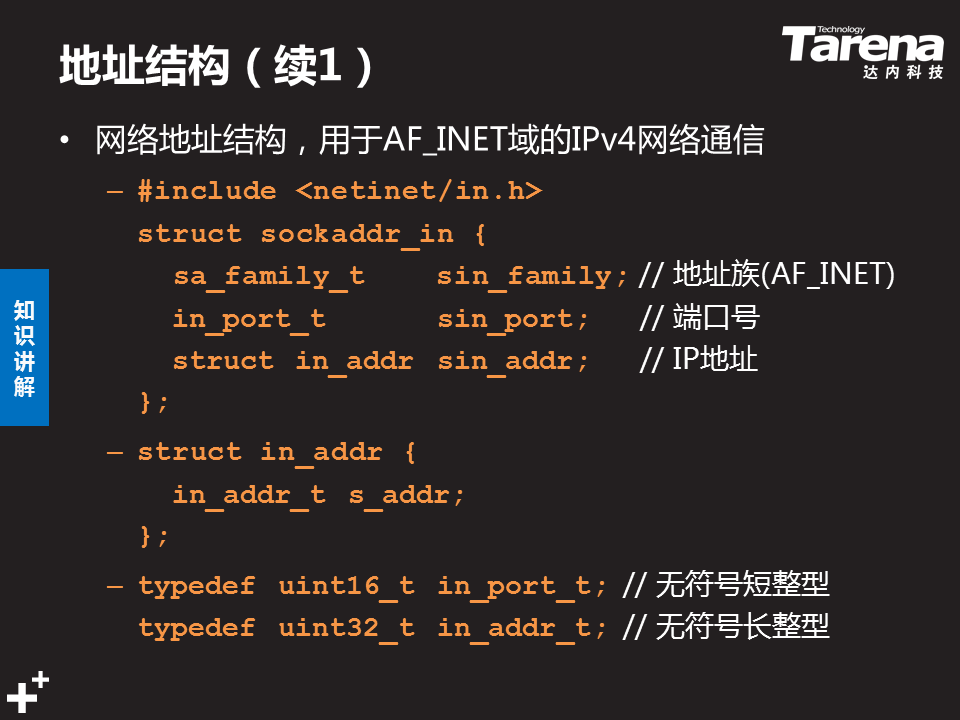 地址结构（续1）
Technology
Tarena
达内科技
• 网络地址结构，用于AF_INET域的IPv4网络通信
– #include <netinet/in.h>
struct sockaddr_in {
sa_family_t sin_family; // 地址族(AF_INET)
in_port_t sin_port; // 端口号
struct in_addr sin_addr; // IP地址
};
– struct in_addr {
in_addr_t s_addr;
};
– typedef uint16_t in_port_t; // 无符号短整型
typedef uint32_t in_addr_t; // 无符号长整型
知
识
讲
解